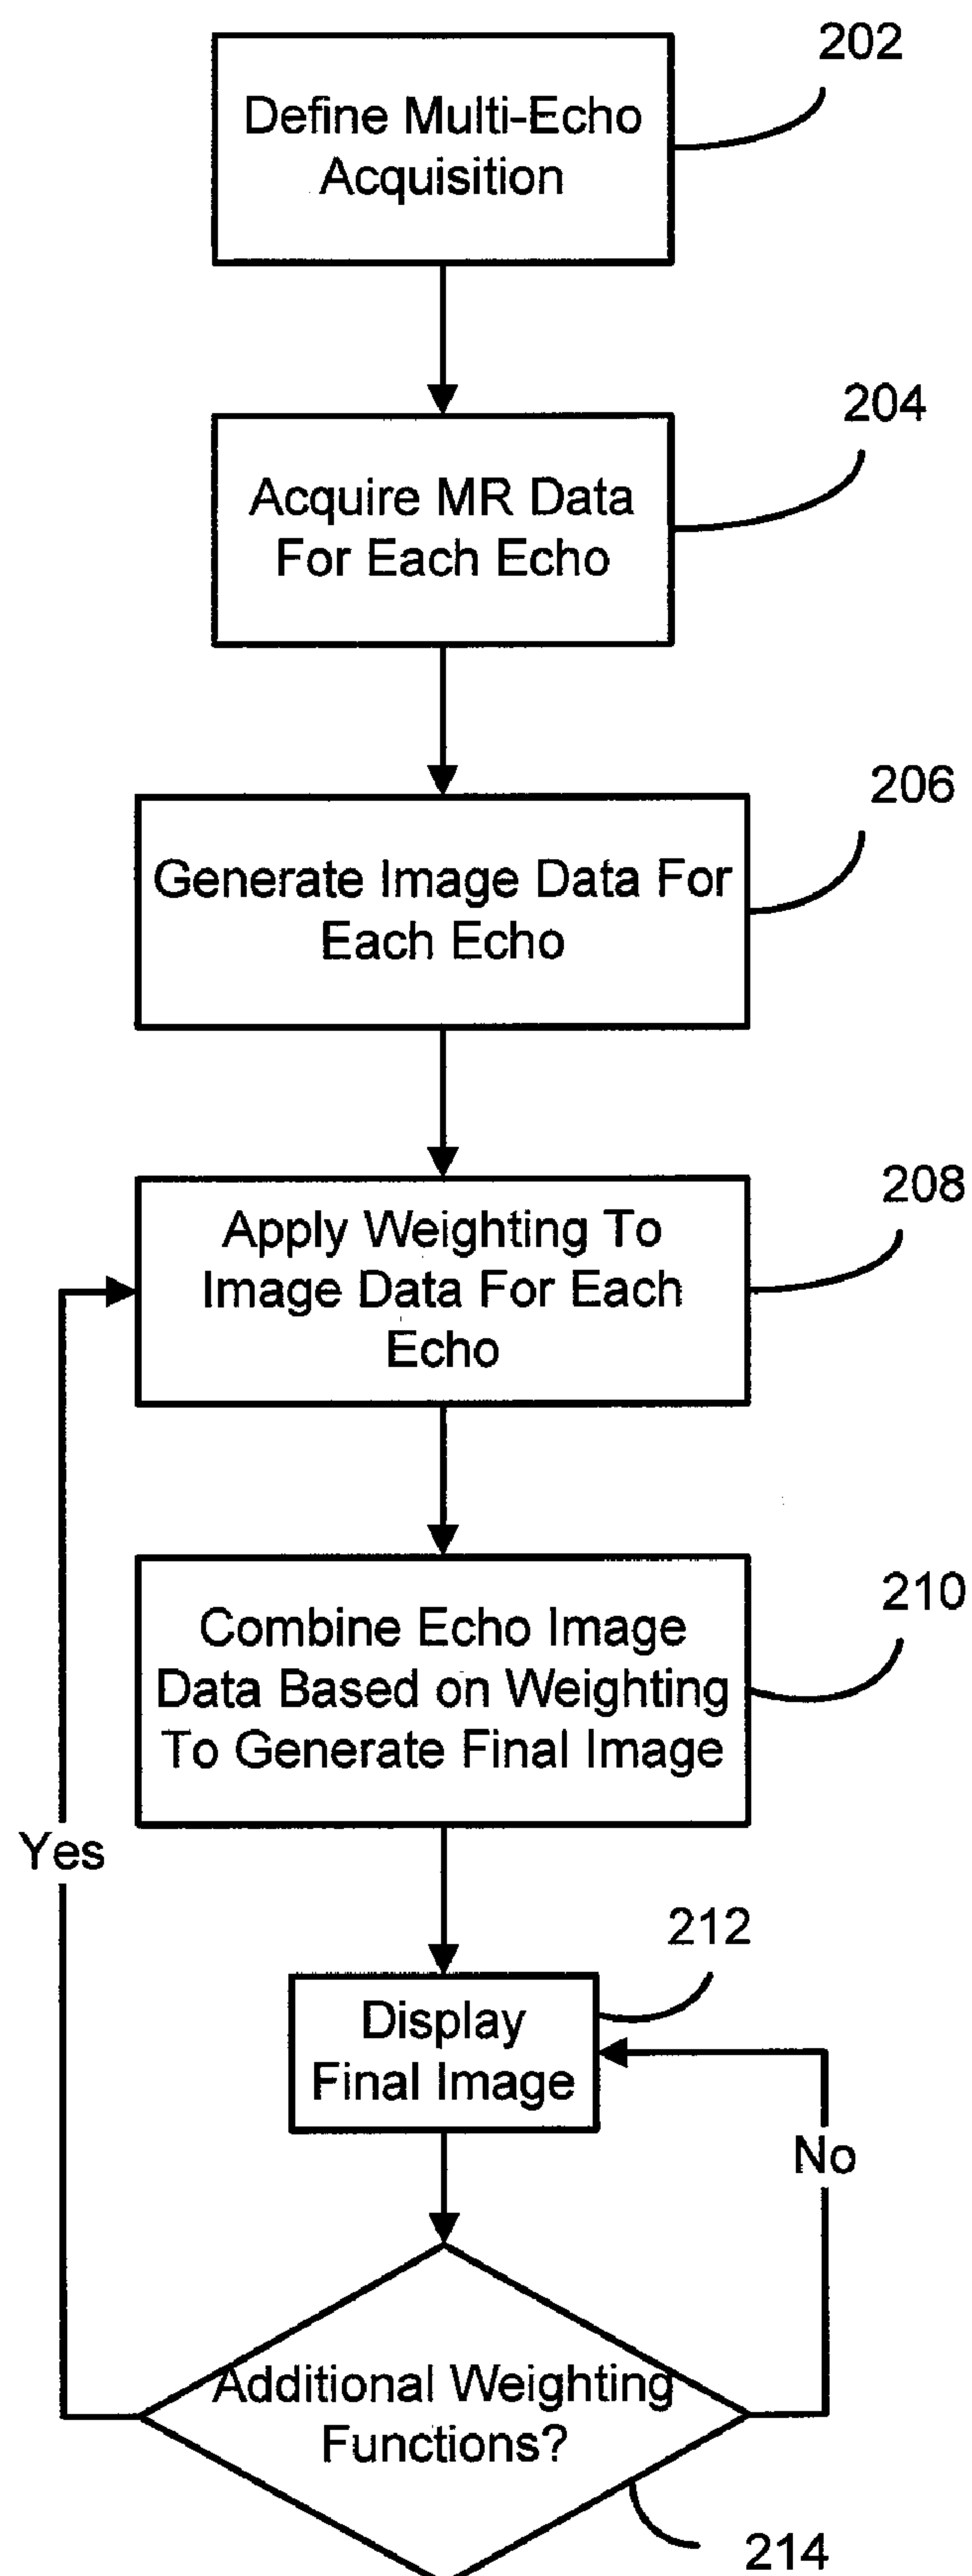 202
Define Multi-Echo
Acquisition
204
Acquire MR Data
For Each Echo
206
Generate Image Data For
Each Echo
208
Apply Weighting To
Image Data For Each
Echo
210
Combine Echo Image
Data Based on Weighting
To Generate Final Image
Yes
212
Display
Final Image
No
Additional Weighting
Functions?
214